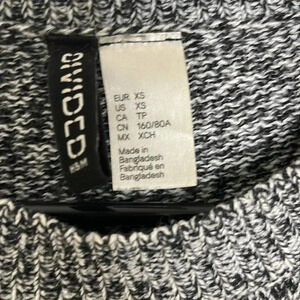 DIVIDED
EUR XS
US XS
CA TP
CN 160/80A
MX XCH
Made in
Bangladesh
Fabriqué en
Bangladesh